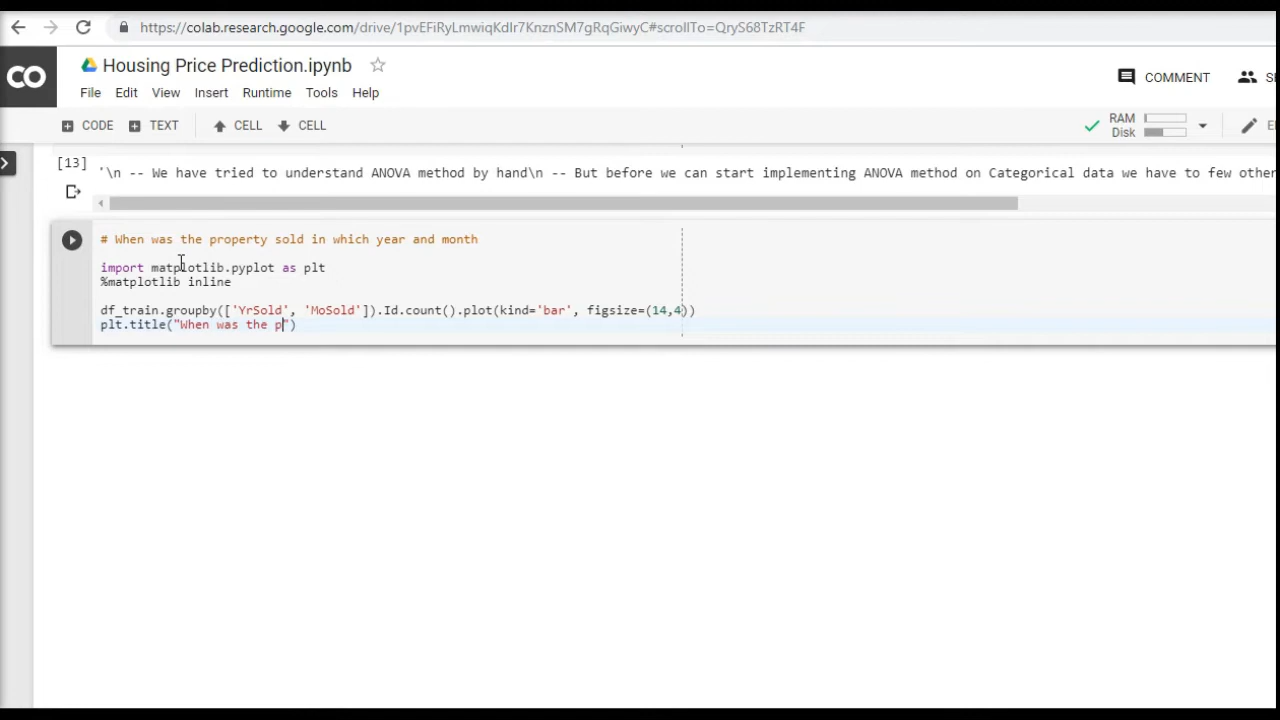 https://colab.research.google.com/drive/1pvEFiRyLmwiqKdIr7KnznSM7gRqGiwyC#scrollTo=QryS68TzRT4F
CO
Housing Price Prediction.ipynb
COMMENT
File Edit View Insert Runtime Tools Help
CODE TEXT CELL CELL
RAM
Disk
[13]
'\n -- We have tried to understand ANOVA method by hand\n -- But before we can start implementing ANOVA method on Categorical data we have to few other
# When was the property sold in which year and month
import matplotlib.pyplot as plt
%matplotlib inline
df_train.groupby(['YrSold', 'MoSold']).Id.count().plot(kind='bar', figsize=(14,4))
plt.title("When was the p")